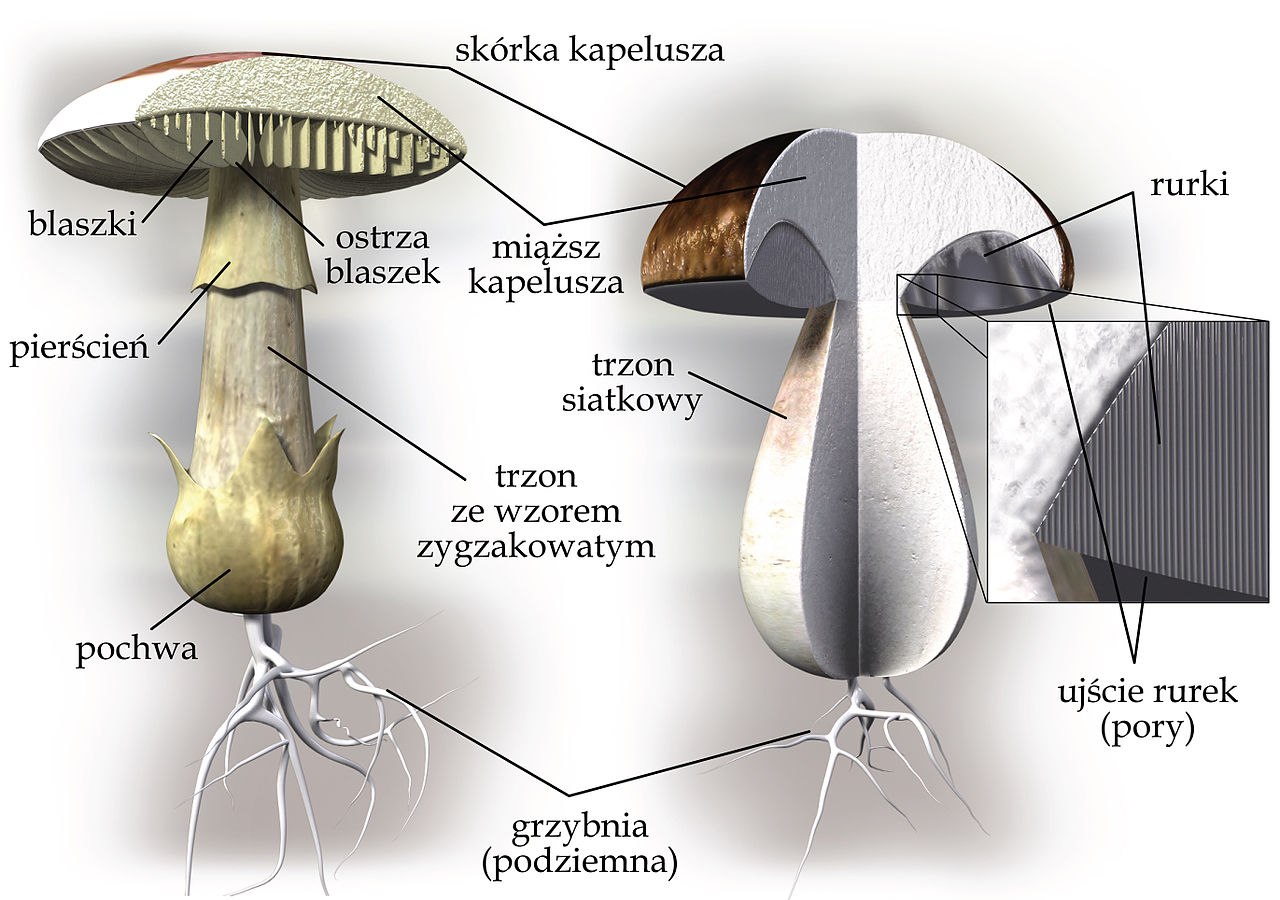 skórka kapelusza
rurki
blaszki
ostrza
blaszek
miąższ
kapelusza
pierścień
trzon
siatkowy
trzon
ze wzorem
zygzakowatym
pochwa
ujście rurek
(pory)
grzybnia
(podziemna)